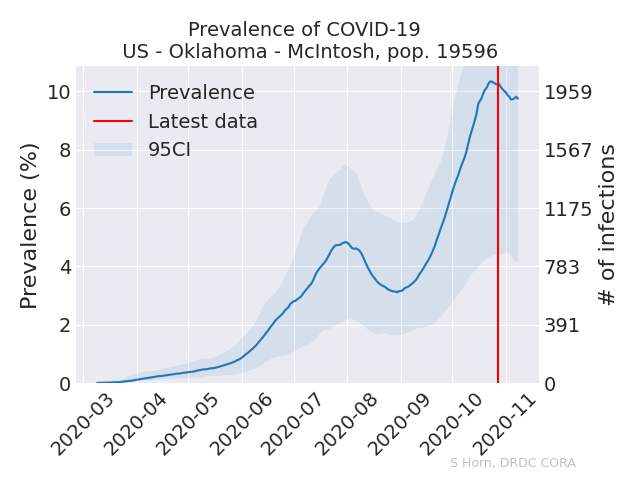 Prevalence of COVID-19
US - Oklahoma - McIntosh, pop. 19596
Prevalence
Latest data
95CI
Prevalence (%)
10
8
6
4
2
0
1959
1567
1175
783
391
0
# of infections
2020-03
2020-04
2020-05
2020-06
2020-07
2020-08
2020-09
2020-10
2020-11
S Horn, DRDC CORA